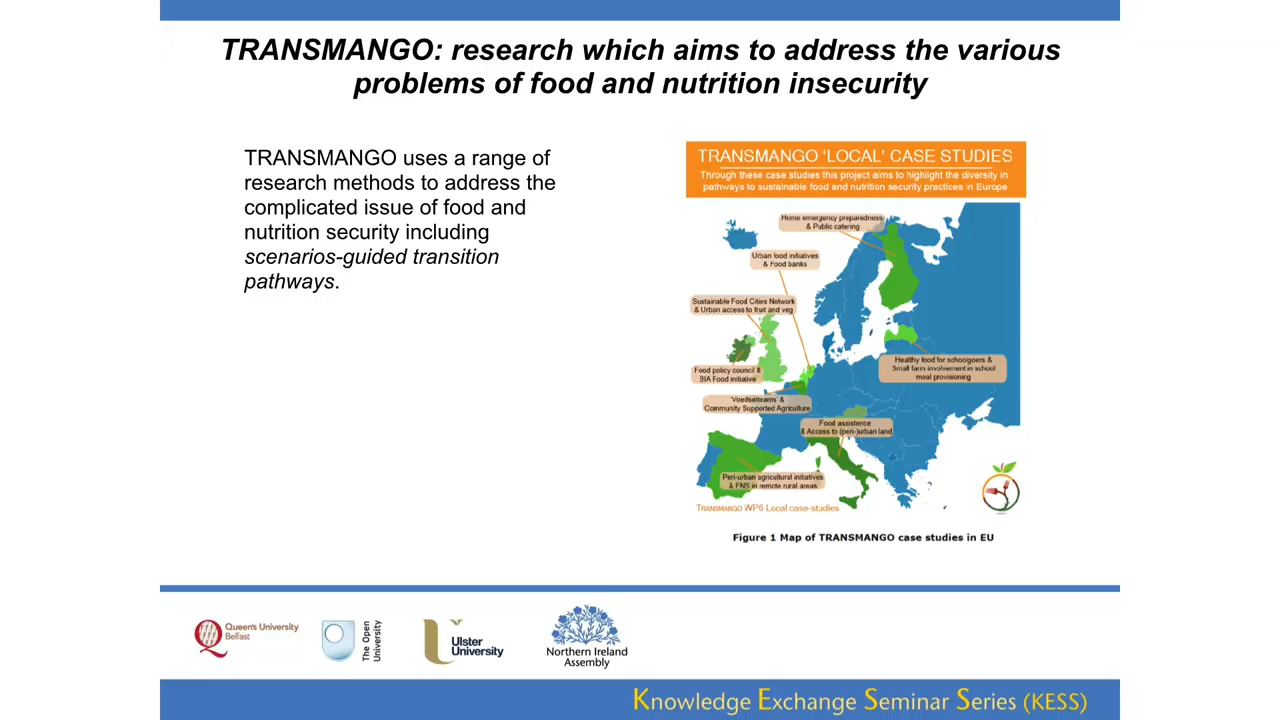 TRANSMANGO: research which aims to address the various
problems of food and nutrition insecurity
TRANSMANGO uses a range of
research methods to address the
complicated issue of food and
nutrition security including
scenarios-guided transition
pathways.
TRANSMANGO 'LOCAL' CASE STUDIES
Through these case studies this project aims to highlight the diversity in
pathways to sustainable food and nutrition security practices in Europe
Home emergency preparedness
& Public catering
Urban food initiatives
& Food banks
Sustainable Food Cities Network
& Urban access to fruit and veg
Healthy food for schoolgoers &
Small farm involvement in school
meal provisioning
Food policy council &
BIA Food initiative
'Voedselteams' &
Community Supported Agriculture
Food assistence
& Access to (peri-)urban land
Peri-urban agricultural initiatives
& FNS in remote rural areas
TRANSMANGO WP6 Local case-studies
Figure 1 Map of TRANSMANGO case studies in EU
Queen's University
Belfast
The Open
University
Ulster
University
Northern Ireland
Assembly
Knowledge Exchange Seminar Series (KESS)